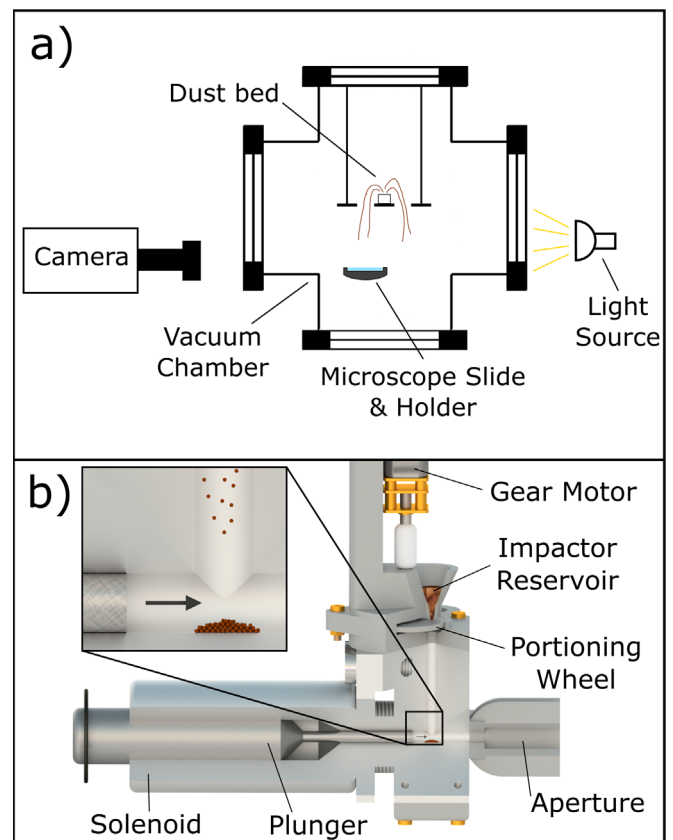 a)
Dust bed
Camera
Light
Source
Vacuum
Chamber
Microscope Slide
& Holder
b)
Gear Motor
Impactor
Reservoir
Portioning
Wheel
Aperture
Solenoid
Plunger